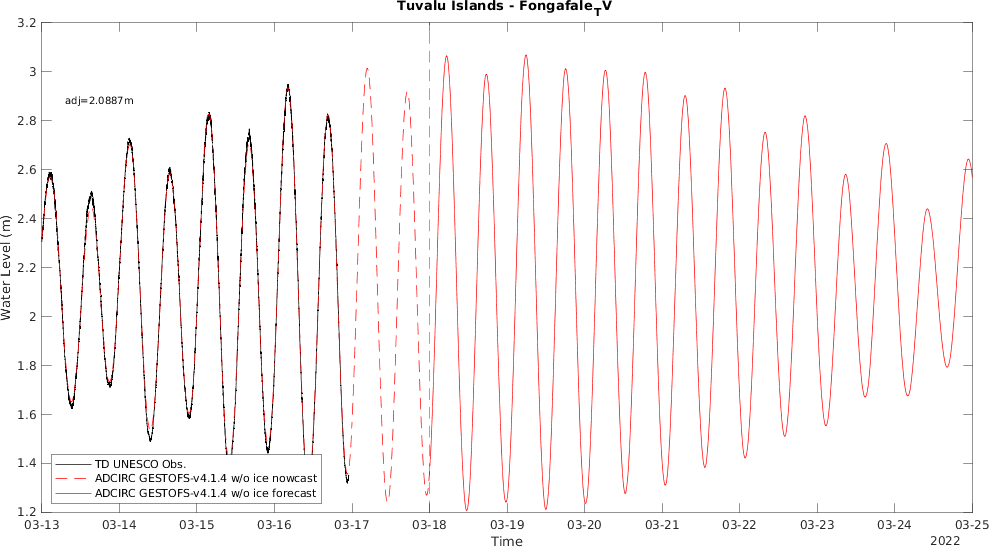 Tuvalu Islands - Fongafale_TV
3.2
3
adj=2.0887m
2.8
2.6
2.4
2.2
2
1.8
1.6
1.4
1.2
Water Level (m)
TD UNESCO Obs.
ADCIRC GESTOFS-v4.1.4 w/o ice nowcast
ADCIRC GESTOFS-v4.1.4 w/o ice forecast
03-13 03-14 03-15 03-16 03-17 03-18 03-19 03-20 03-21 03-22 03-23 03-24 03-25
Time
2022